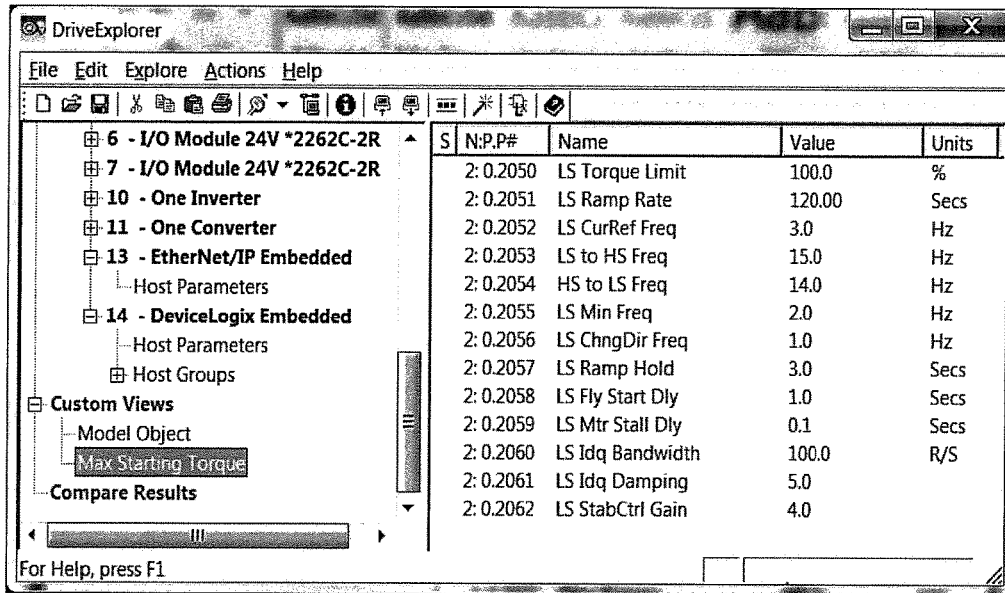 DriveExplorer
File Edit Explore Actions Help
6 - I/O Module 24V *2262C-2R
7 - I/O Module 24V *2262C-2R
10 - One Inverter
11 - One Converter
13 - EtherNet/IP Embedded
Host Parameters
14 - DeviceLogix Embedded
Host Parameters
Host Groups
Custom Views
Model Object
Max Starting Torque
Compare Results
S N:P.P# Name Value Units
2: 0.2050 LS Torque Limit 100.0 %
2: 0.2051 LS Ramp Rate 120.00 Secs
2: 0.2052 LS CurRef Freq 3.0 Hz
2: 0.2053 LS to HS Freq 15.0 Hz
2: 0.2054 HS to LS Freq 14.0 Hz
2: 0.2055 LS Min Freq 2.0 Hz
2: 0.2056 LS ChngDir Freq 1.0 Hz
2: 0.2057 LS Ramp Hold 3.0 Secs
2: 0.2058 LS Fly Start Dly 1.0 Secs
2: 0.2059 LS Mtr Stall Dly 0.1 Secs
2: 0.2060 LS Idq Bandwidth 100.0 R/S
2: 0.2061 LS Idq Damping 5.0
2: 0.2062 LS StabCtrl Gain 4.0
For Help, press F1